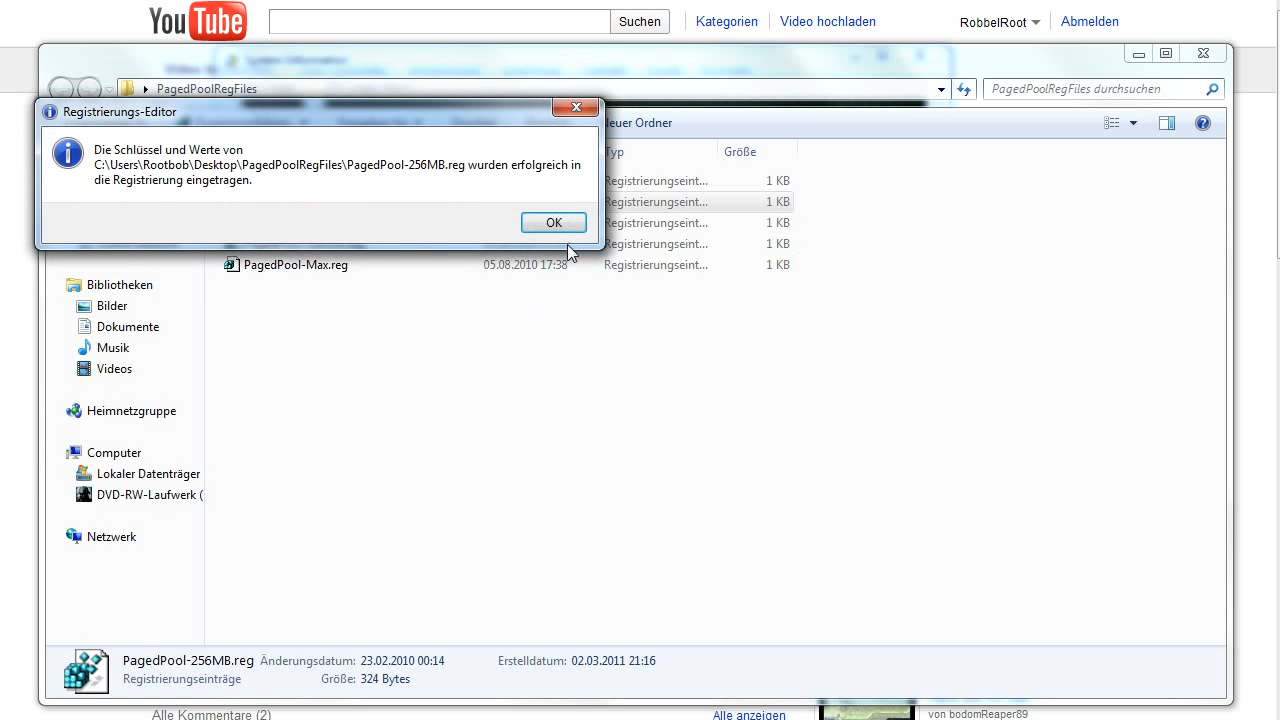 YouTube
Suchen
Kategorien
Video hochladen
RobbelRoot
Abmelden
PagedPoolRegFiles
PagedPoolRegFiles durchsuchen
Registrierungs-Editor
Die Schlüssel und Werte von
C:\Users\Rootbob\Desktop\PagedPoolRegFiles\PagedPool-256MB.reg wurden erfolgreich in
die Registrierung eingetragen.
OK
Neuer Ordner
Typ
Größe
Registrierungseint...
1 KB
Registrierungseint...
1 KB
Registrierungseint...
1 KB
Registrierungseint...
1 KB
PagedPool-Max.reg
05.08.2010 17:38
Registrierungseint...
1 KB
Bibliotheken
Bilder
Dokumente
Musik
Videos
Heimnetzgruppe
Computer
Lokaler Datenträger
DVD-RW-Laufwerk (
Netzwerk
PagedPool-256MB.reg
Änderungsdatum: 23.02.2010 00:14
Erstelldatum: 02.03.2011 21:16
Registrierungseinträge
Größe: 324 Bytes
Alle Kommentare (2)
Alle anzeigen
von bodomReaper89